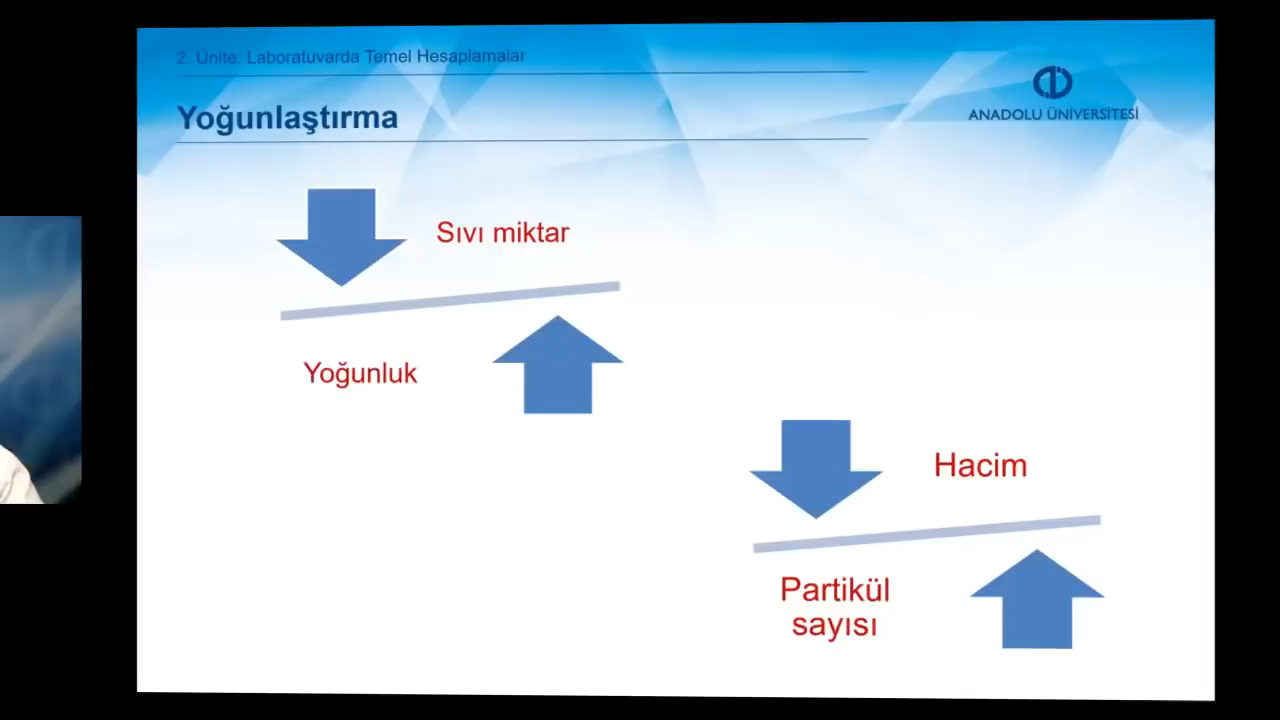 2. Ünite: Laboratuvarda Temel Hesaplamalar
Yoğunlaştırma
ANADOLU ÜNİVERSİTESİ
Sıvı miktar
Yoğunluk
Hacim
Partikül
sayısı